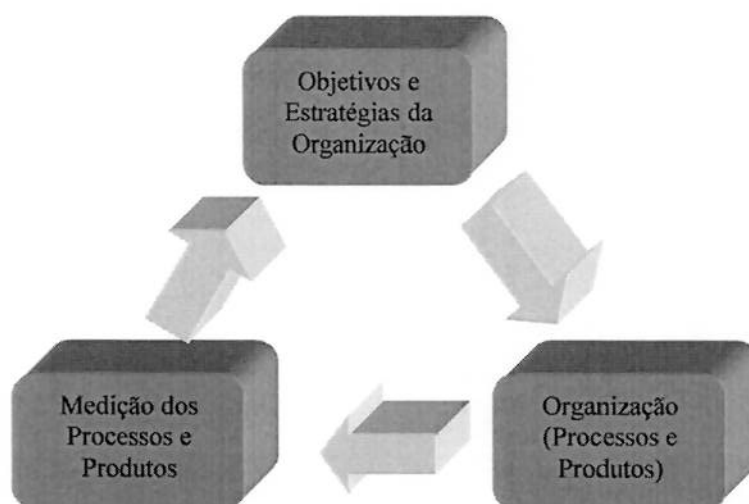 Objetivos e
Estratégias da
Organização
Medição dos
Processos e
Produtos
Organização
(Processos e
Produtos)